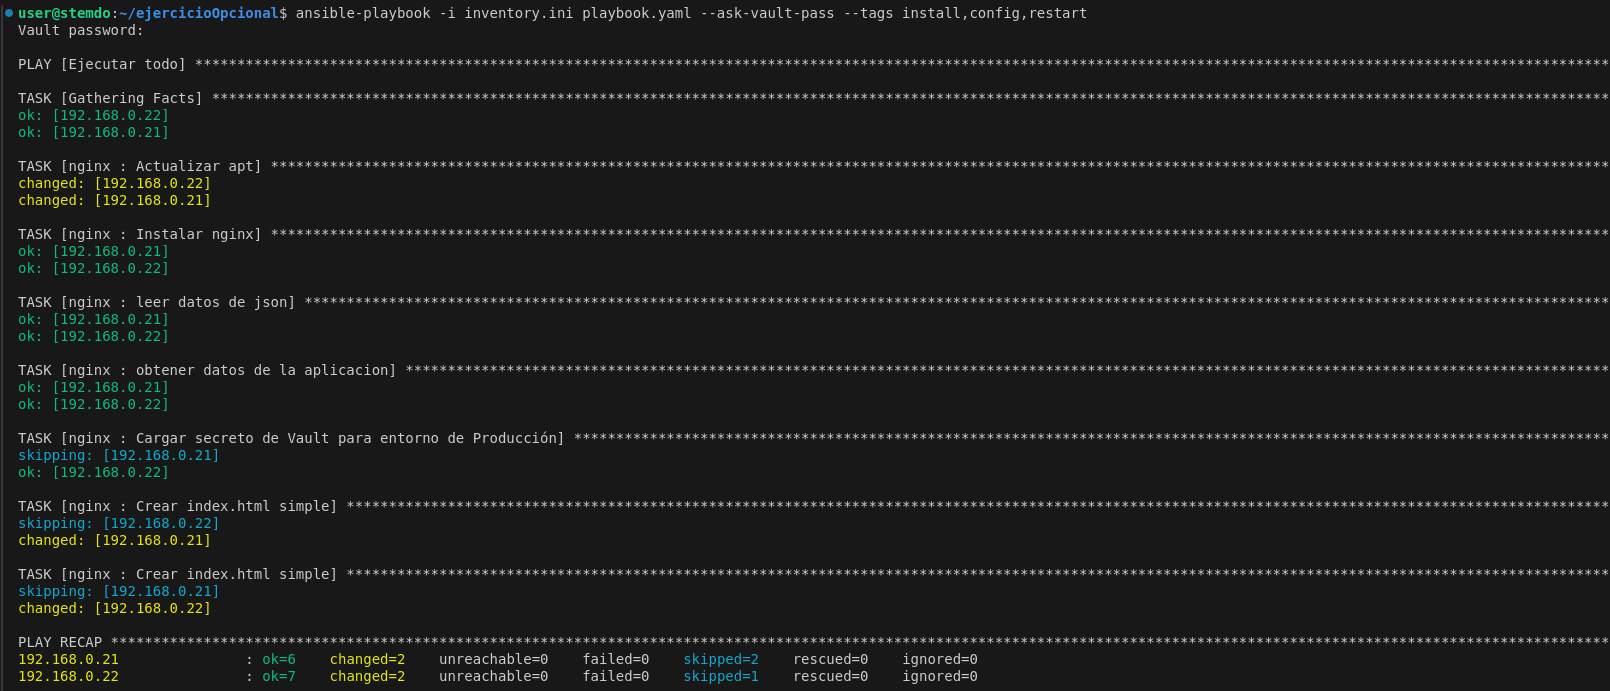 user@stemdo:~/ejercicioOpcional$ ansible-playbook -i inventory.ini playbook.yaml --ask-vault-pass --tags install,config,restart
Vault password:
PLAY [Ejecutar todo] ****************************************************************************************************************************************************************************
TASK [Gathering Facts] **************************************************************************************************************************************************************************
ok: [192.168.0.22]
ok: [192.168.0.21]
TASK [nginx : Actualizar apt] *******************************************************************************************************************************************************************
changed: [192.168.0.22]
changed: [192.168.0.21]
TASK [nginx : Instalar nginx] *******************************************************************************************************************************************************************
ok: [192.168.0.21]
ok: [192.168.0.22]
TASK [nginx : leer datos de json] ***************************************************************************************************************************************************************
ok: [192.168.0.21]
ok: [192.168.0.22]
TASK [nginx : obtener datos de la aplicacion] ***************************************************************************************************************************************************
ok: [192.168.0.21]
ok: [192.168.0.22]
TASK [nginx : Cargar secreto de Vault para entorno de Producción] *******************************************************************************************************************************
skipping: [192.168.0.21]
ok: [192.168.0.22]
TASK [nginx : Crear index.html simple] **********************************************************************************************************************************************************
skipping: [192.168.0.22]
changed: [192.168.0.21]
TASK [nginx : Crear index.html simple] **********************************************************************************************************************************************************
skipping: [192.168.0.21]
changed: [192.168.0.22]
PLAY RECAP **************************************************************************************************************************************************************************************
192.168.0.21 : ok=6 changed=2 unreachable=0 failed=0 skipped=2 rescued=0 ignored=0
192.168.0.22 : ok=7 changed=2 unreachable=0 failed=0 skipped=1 rescued=0 ignored=0